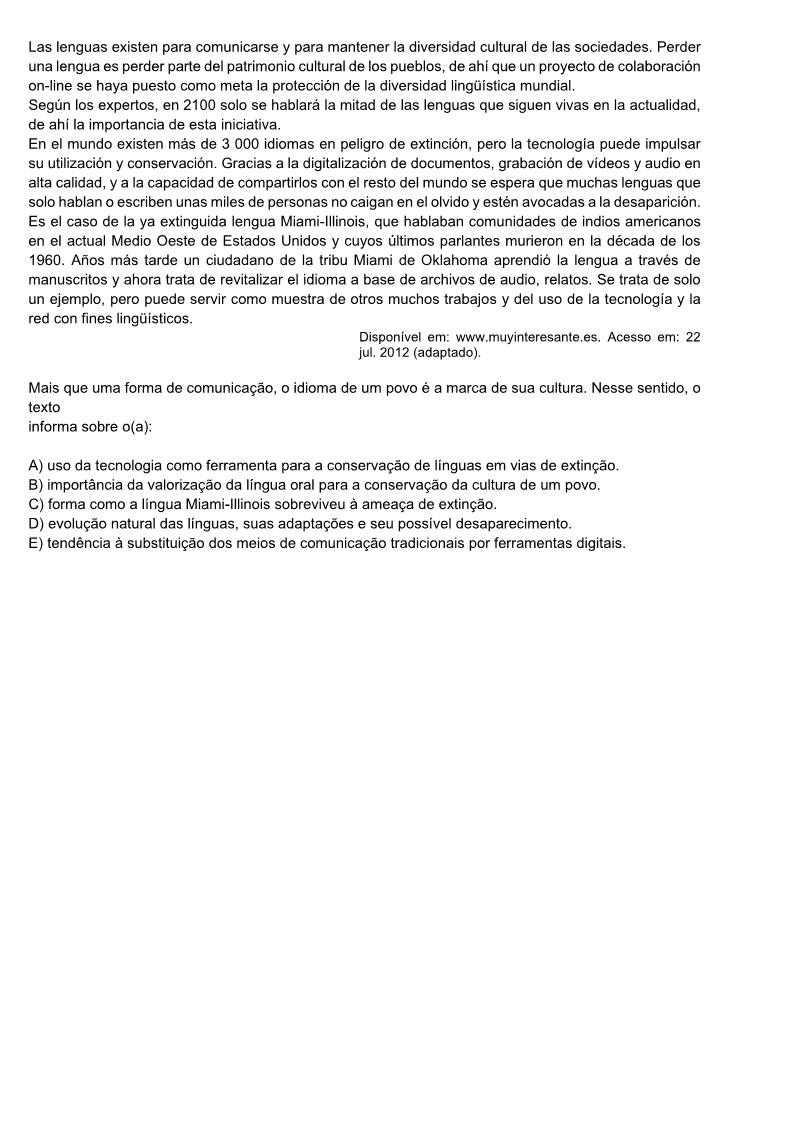 Las lenguas existen para comunicarse y para mantener la diversidad cultural de las sociedades. Perder
una lengua es perder parte del patrimonio cultural de los pueblos, de ahí que un proyecto de colaboración
on-line se haya puesto como meta la protección de la diversidad lingüística mundial.
Según los expertos, en 2100 solo se hablará la mitad de las lenguas que siguen vivas en la actualidad,
de ahí la importancia de esta iniciativa.
En el mundo existen más de 3 000 idiomas en peligro de extinción, pero la tecnología puede impulsar
su utilización y conservación. Gracias a la digitalización de documentos, grabación de vídeos y audio en
alta calidad, y a la capacidad de compartirlos con el resto del mundo se espera que muchas lenguas que
solo hablan o escriben unas miles de personas no caigan en el olvido y estén avocadas a la desaparición.
Es el caso de la ya extinguida lengua Miami-Illinois, que hablaban comunidades de indios americanos
en el actual Medio Oeste de Estados Unidos y cuyos últimos parlantes murieron en la década de los
1960. Años más tarde un ciudadano de la tribu Miami de Oklahoma aprendió la lengua a través de
manuscritos y ahora trata de revitalizar el idioma a base de archivos de audio, relatos. Se trata de solo
un ejemplo, pero puede servir como muestra de otros muchos trabajos y del uso de la tecnología y la
red con fines lingüísticos.
Disponível em: www.muyinteresante.es. Acesso em: 22
jul. 2012 (adaptado).
Mais que uma forma de comunicação, o idioma de um povo é a marca de sua cultura. Nesse sentido, o
texto
informa sobre o(a):
A) uso da tecnologia como ferramenta para a conservação de línguas em vias de extinção.
B) importância da valorização da língua oral para a conservação da cultura de um povo.
C) forma como a língua Miami-Illinois sobreviveu à ameaça de extinção.
D) evolução natural das línguas, suas adaptações e seu possível desaparecimento.
E) tendência à substituição dos meios de comunicação tradicionais por ferramentas digitais.